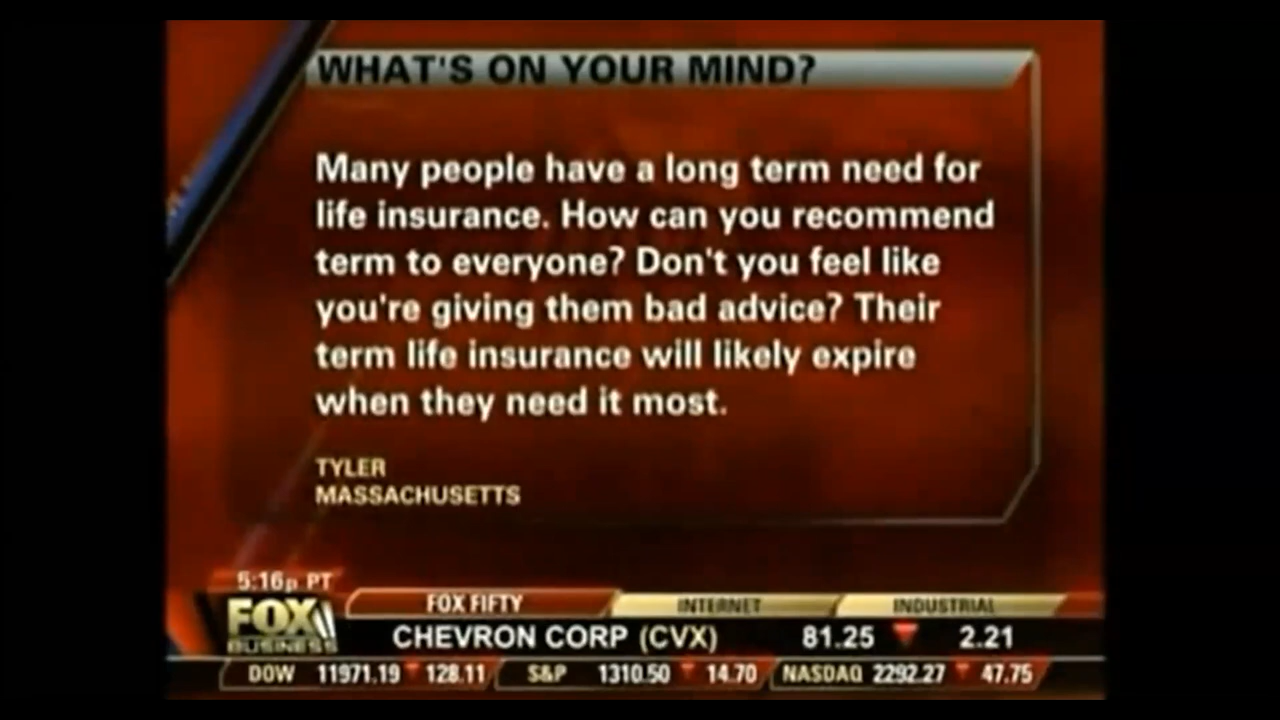 WHAT'S ON YOUR MIND?
Many people have a long term need for
life insurance. How can you recommend
term to everyone? Don't you feel like
you're giving them bad advice? Their
term life insurance will likely expire
when they need it most.
TYLER
MASSACHUSETTS
5:16p PT
FOX FIFTY INTERNET INDUSTRIAL
FOX
BUSINESS
CHEVRON CORP (CVX) 81.25 2.21
DOW 11971.19 128.11 S&P 1310.50 14.70 NASDAQ 2292.27 47.75